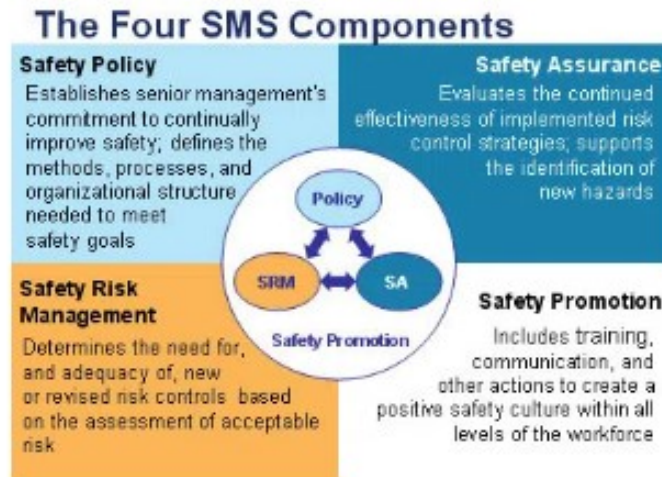 The Four SMS Components
Safety Policy
Establishes senior management's
commitment to continually
improve safety; defines the
methods, processes, and
organizational structure
needed to meet
safety goals
Safety Assurance
Evaluates the continued
effectiveness of implemented risk
control strategies; supports
the identification of
new hazards
Policy
SRM
SA
Safety Promotion
Safety Risk
Management
Determines the need for,
and adequacy of, new
or revised risk controls based
on the assessment of acceptable
risk
Safety Promotion
Includes training,
communication, and
other actions to create a
positive safety culture within all
levels of the workforce